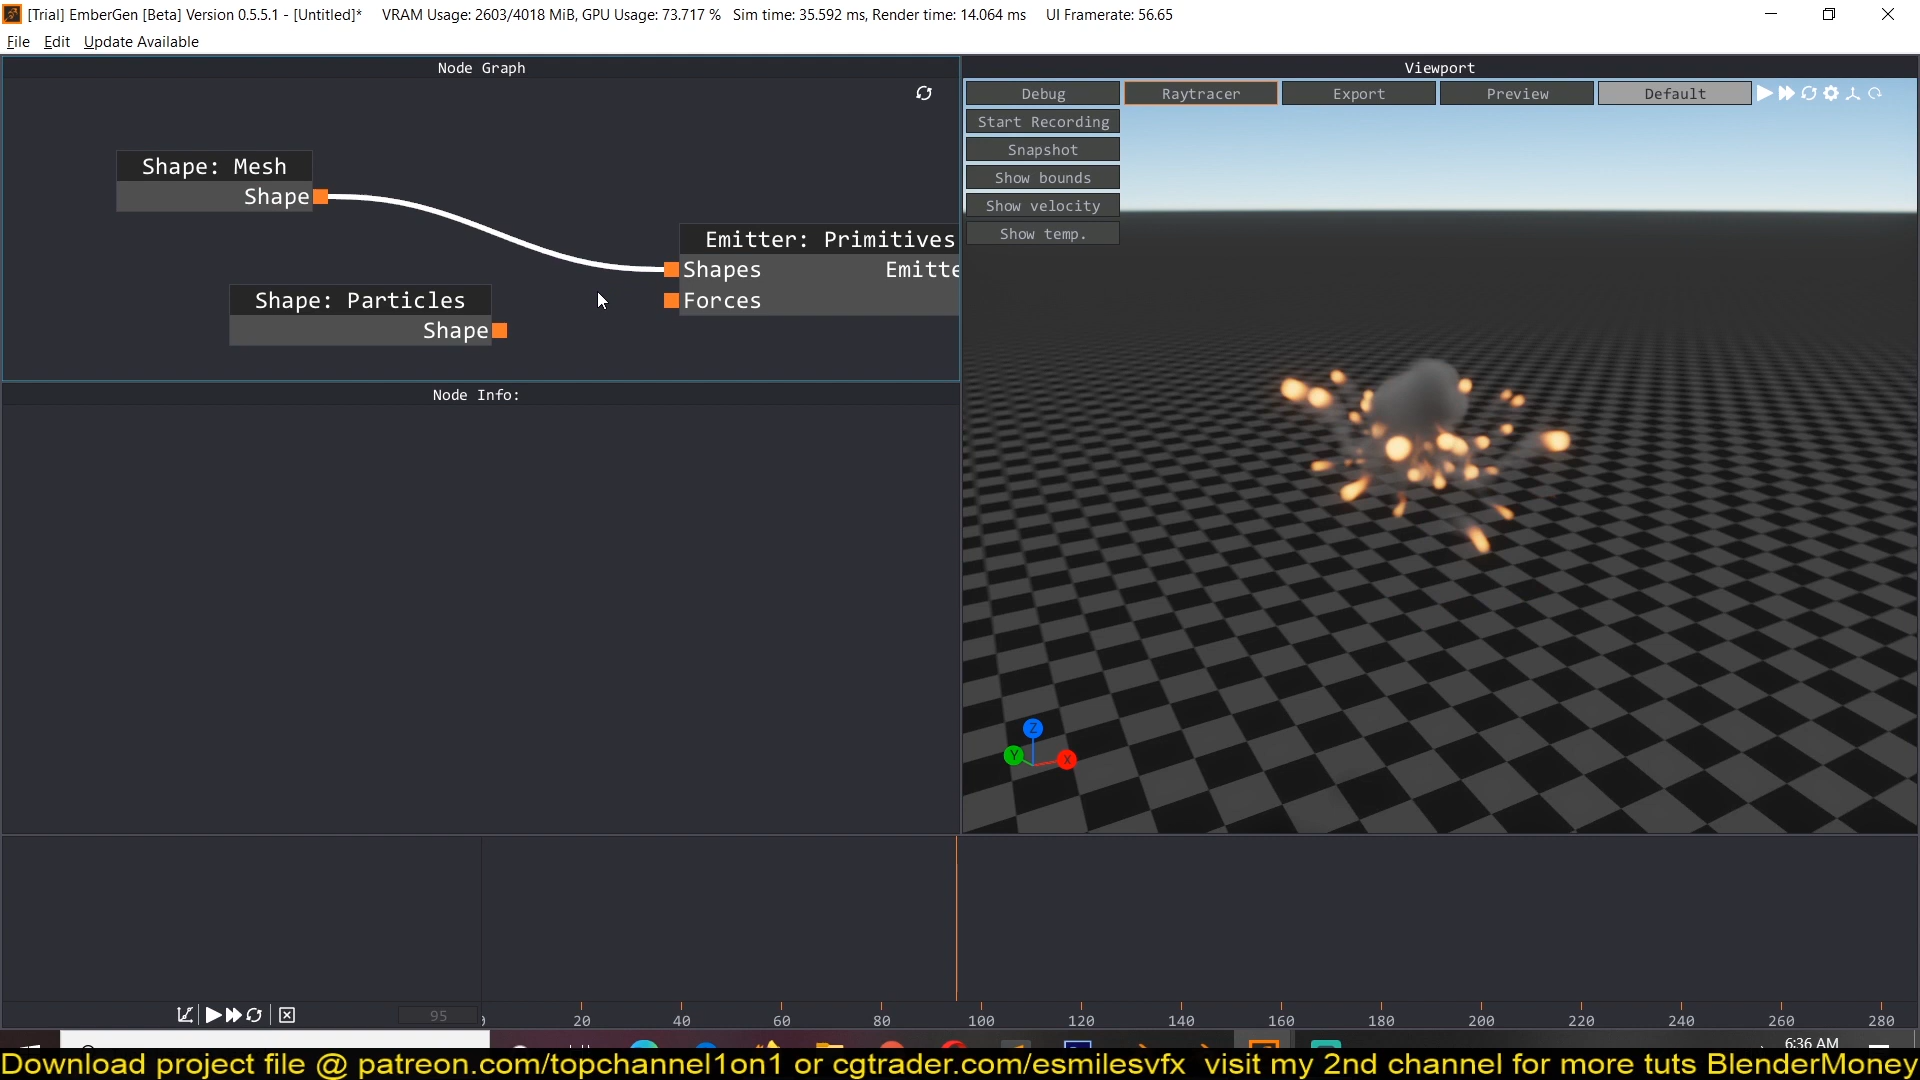 [Trial] EmberGen [Beta] Version 0.5.5.1 - [Untitled]* VRAM Usage: 2603/4018 MiB, GPU Usage: 73.717 % Sim time: 35.592 ms, Render time: 14.064 ms UI Framerate: 56.65
File Edit Update Available
Node Graph
Shape: Mesh
Shape
Emitter: Primitives
Shapes Emitte
Forces
Shape: Particles
Shape
Node Info:
Viewport
Debug Raytracer Export Preview Default
Start Recording
Snapshot
Show bounds
Show velocity
Show temp.
Z
Y X
95
20 40 60 80 100 120 140 160 180 200 220 240 260 280
6:36 AM
Download project file @ patreon.com/topchannel1on1 or cgtrader.com/esmilesvfx visit my 2nd channel for more tuts BlenderMoney